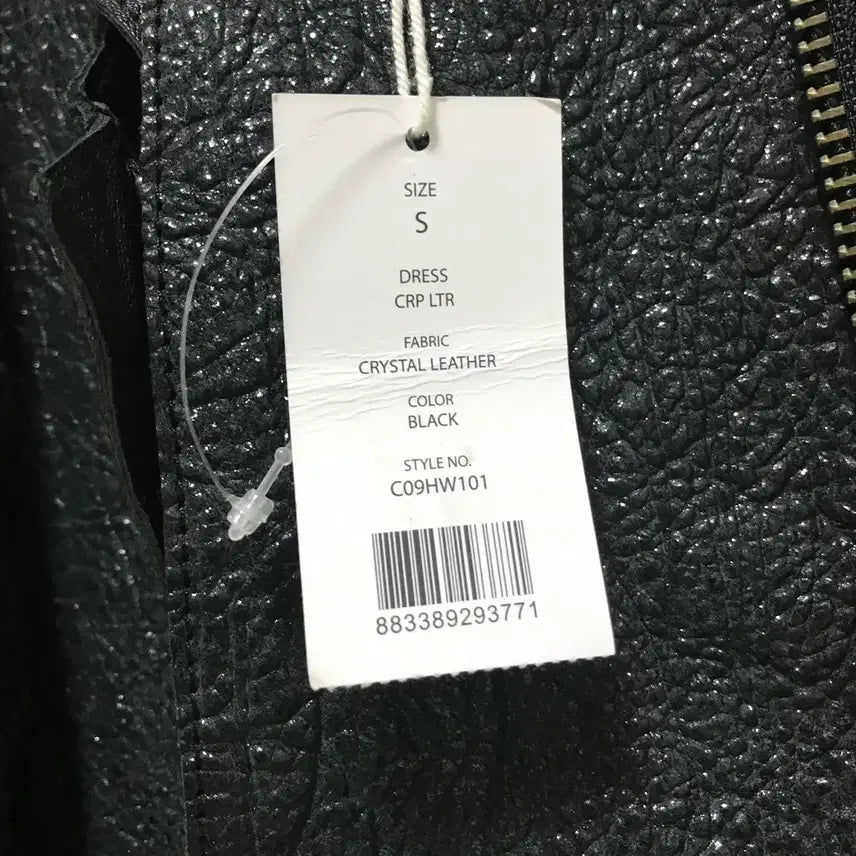 SIZE
S
DRESS
CRP LTR
FABRIC
CRYSTAL LEATHER
COLOR
BLACK
STYLE NO.
C09HW101
883389293771